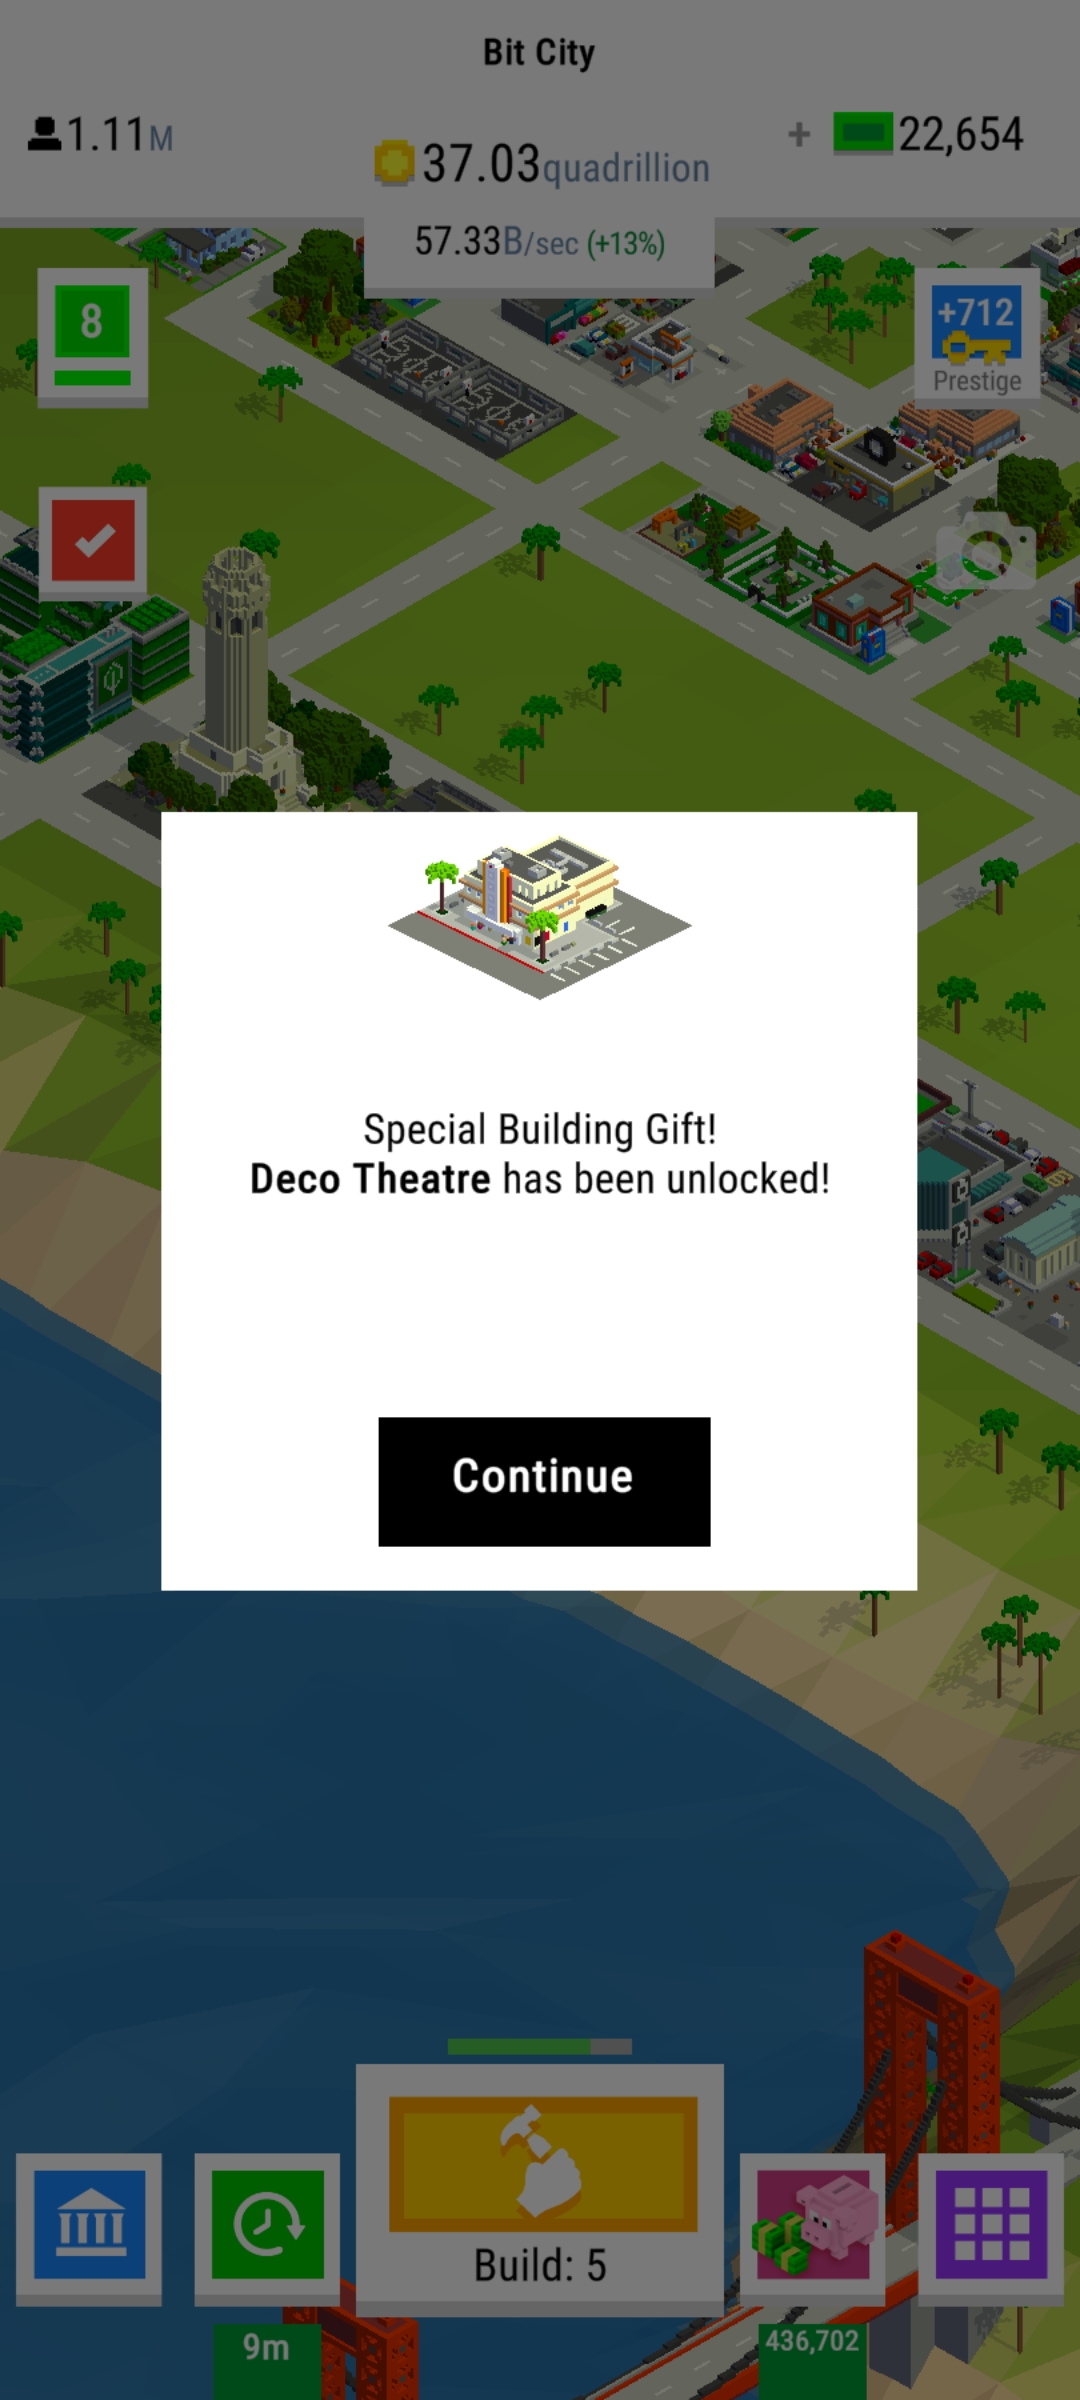 Bit City
1.11M
37.03quadrillion
+ 22,654
57.33B/sec (+13%)
8
+712
Prestige
Special Building Gift!
Deco Theatre has been unlocked!
Continue
Build: 5
9m
436,702